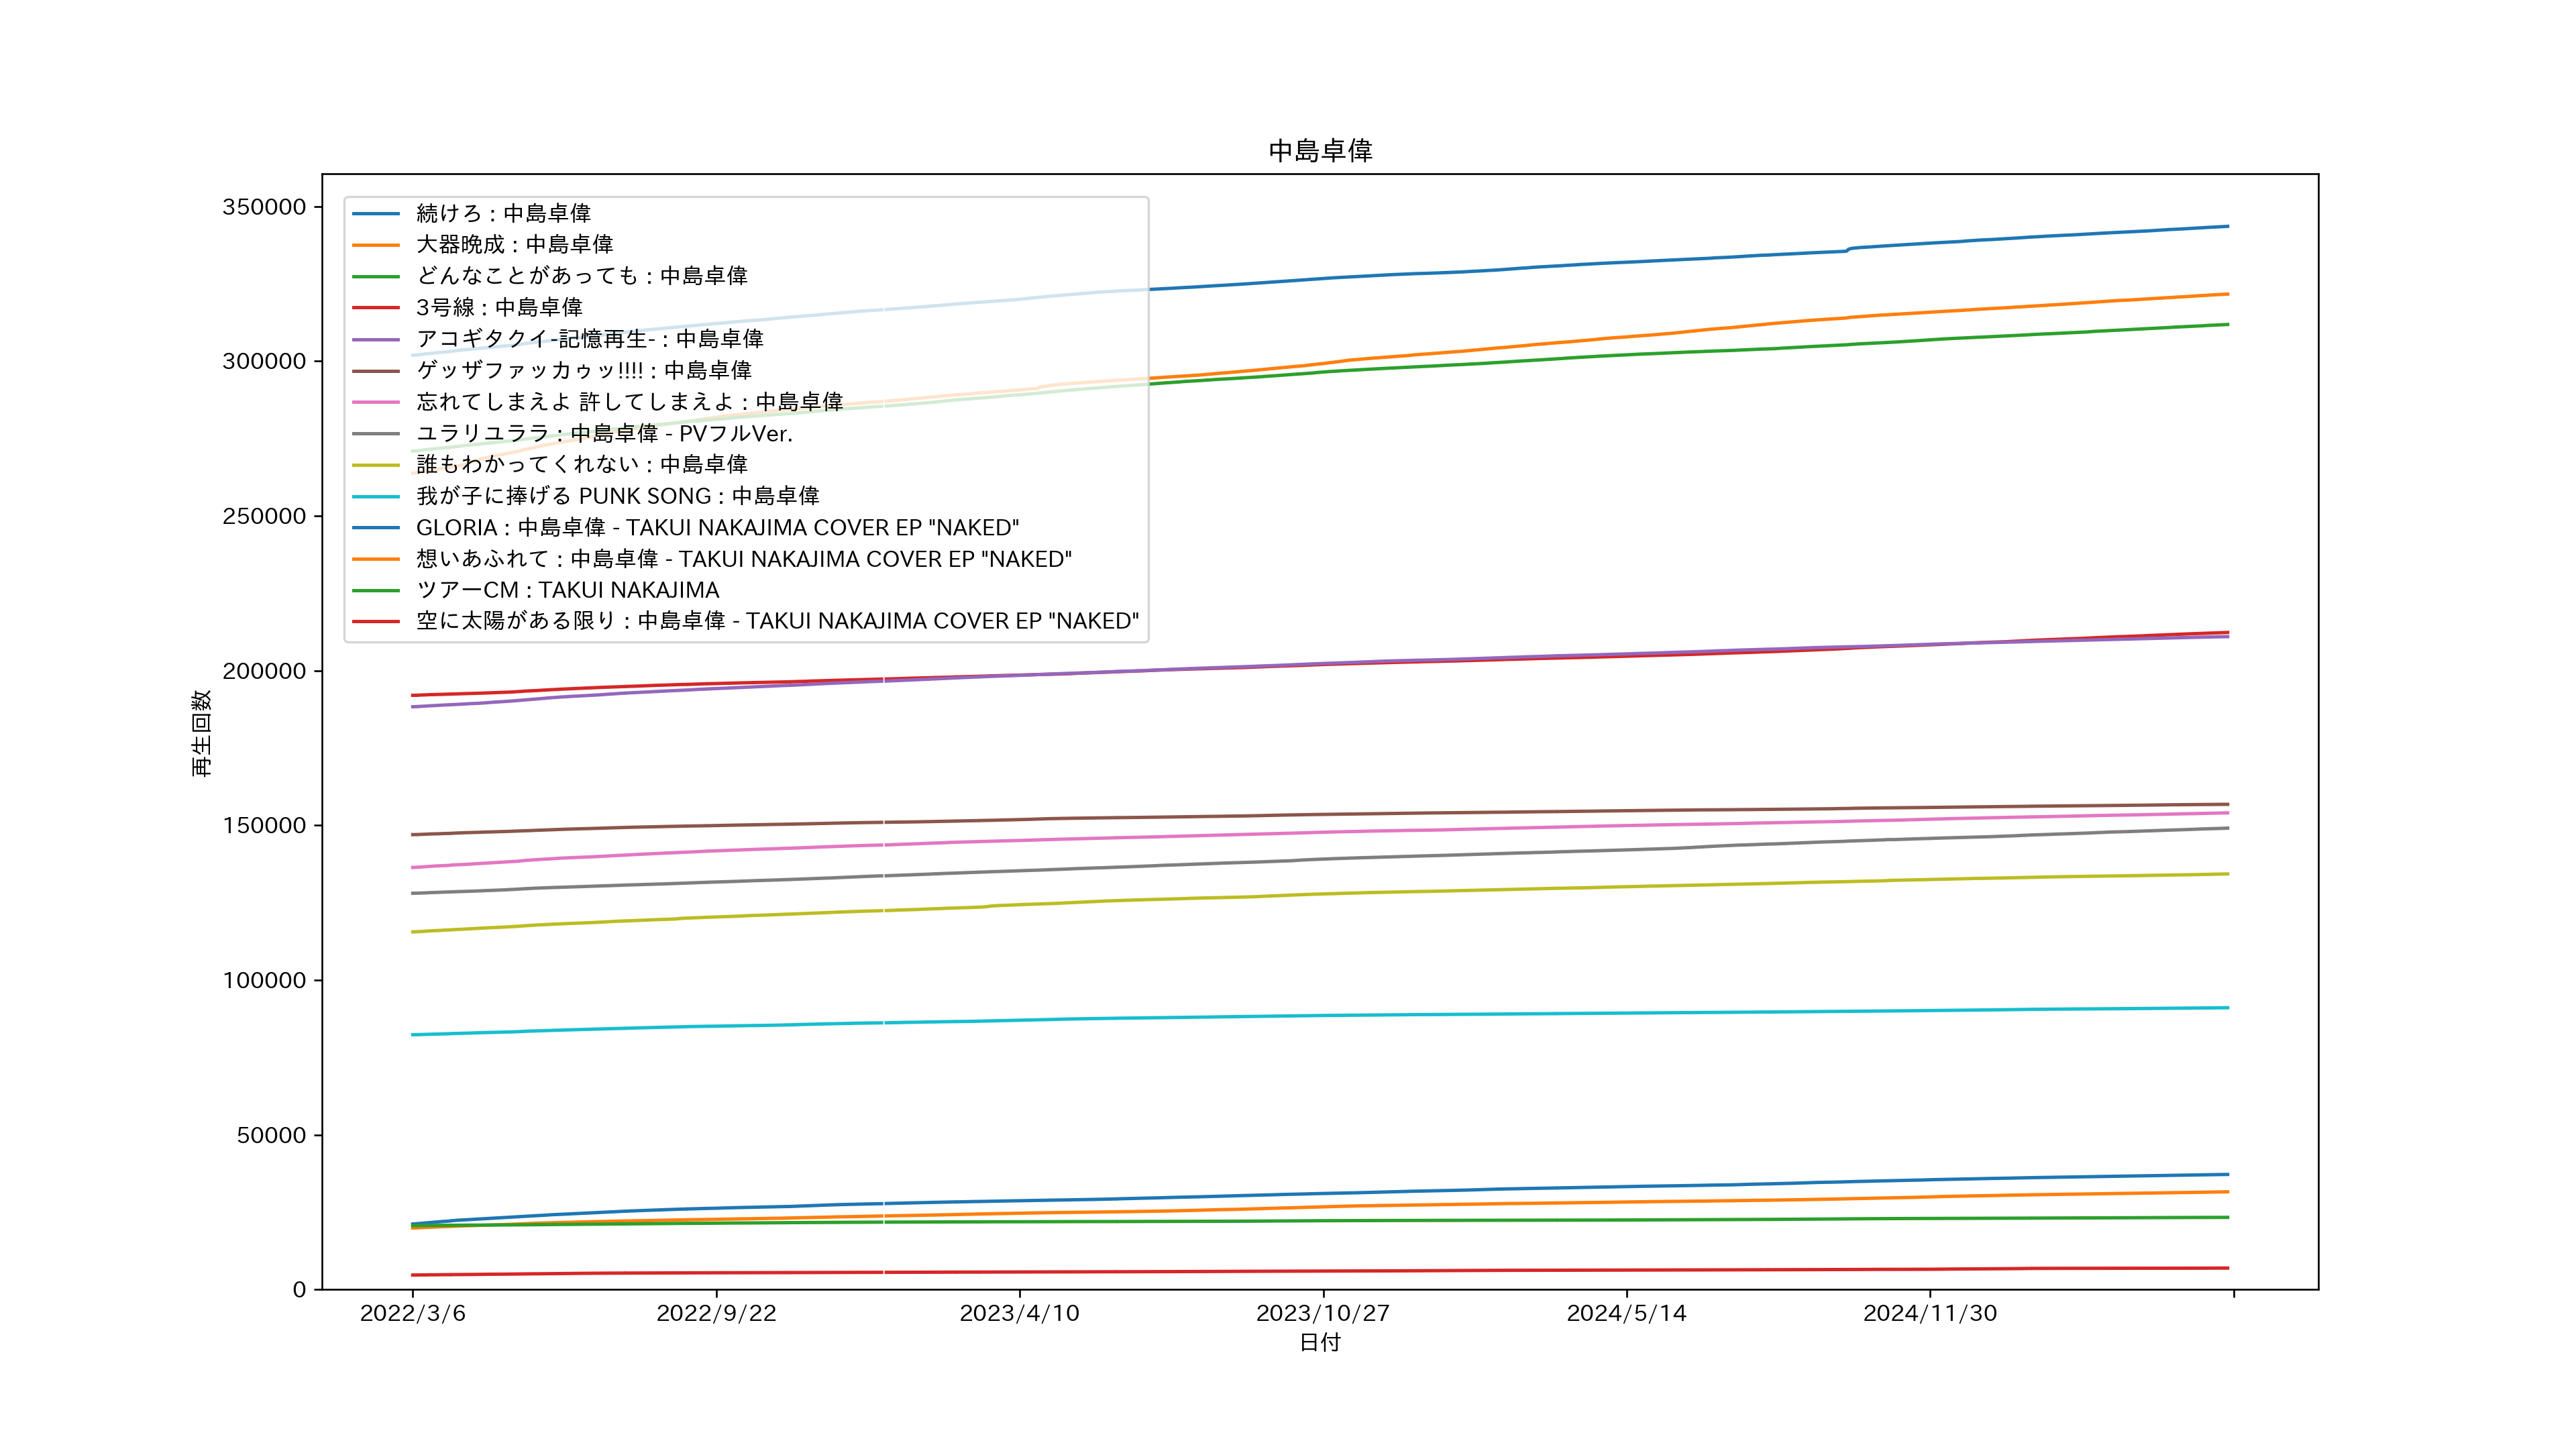 中島卓偉
350000
300000
250000
200000
150000
100000
50000
0
再生回数
続けろ : 中島卓偉
大器晩成 : 中島卓偉
どんなことがあっても : 中島卓偉
3号線 : 中島卓偉
アコギタクイ-記憶再生- : 中島卓偉
ゲッザファッカゥッ!!!! : 中島卓偉
忘れてしまえよ 許してしまえよ : 中島卓偉
ユラリユララ : 中島卓偉 - PVフルVer.
誰もわかってくれない : 中島卓偉
我が子に捧げる PUNK SONG : 中島卓偉
GLORIA : 中島卓偉 - TAKUI NAKAJIMA COVER EP "NAKED"
想いあふれて : 中島卓偉 - TAKUI NAKAJIMA COVER EP "NAKED"
ツアーCM : TAKUI NAKAJIMA
空に太陽がある限り : 中島卓偉 - TAKUI NAKAJIMA COVER EP "NAKED"
2022/3/6 2022/9/22 2023/4/10 2023/10/27 2024/5/14 2024/11/30
日付